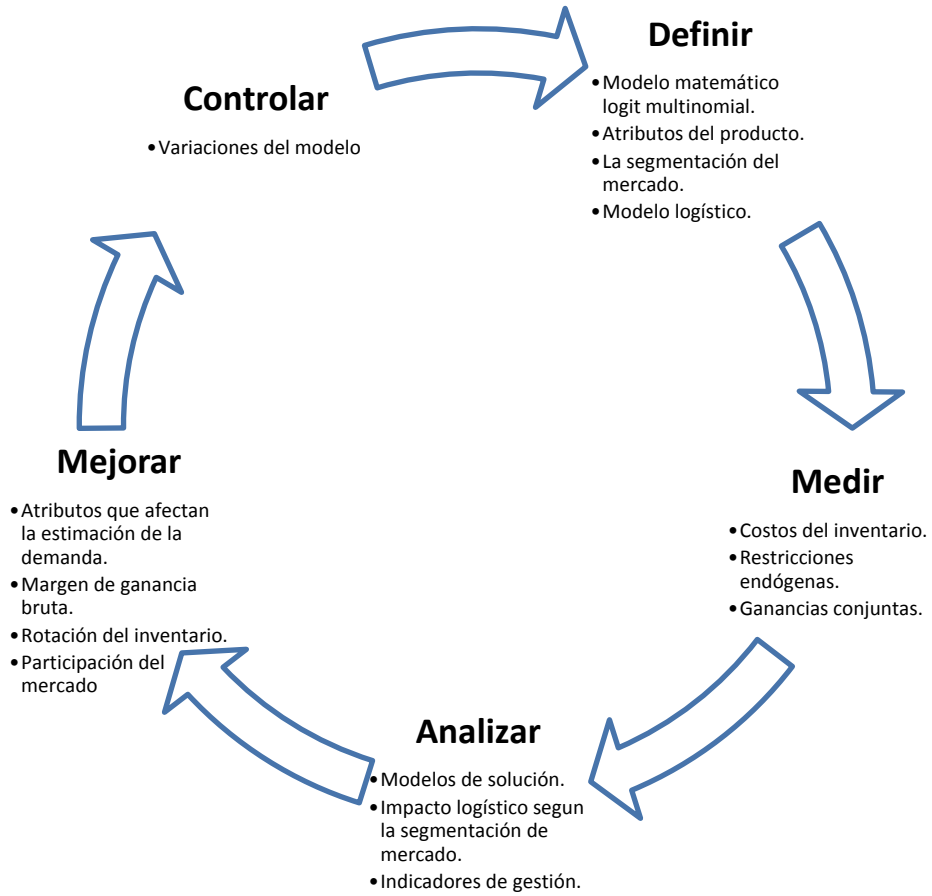 Definir
•Modelo matemático
logit multinomial.
•Atributos del producto.
•La segmentación del
mercado.
•Modelo logístico.
Medir
•Costos del inventario.
•Restricciones
endógenas.
•Ganancias conjuntas.
Analizar
•Modelos de solución.
•Impacto logístico segun
la segmentación de
mercado.
•Indicadores de gestión.
Mejorar
•Atributos que afectan
la estimación de la
demanda.
•Margen de ganancia
bruta.
•Rotación del inventario.
•Participación del
mercado
Controlar
•Variaciones del modelo